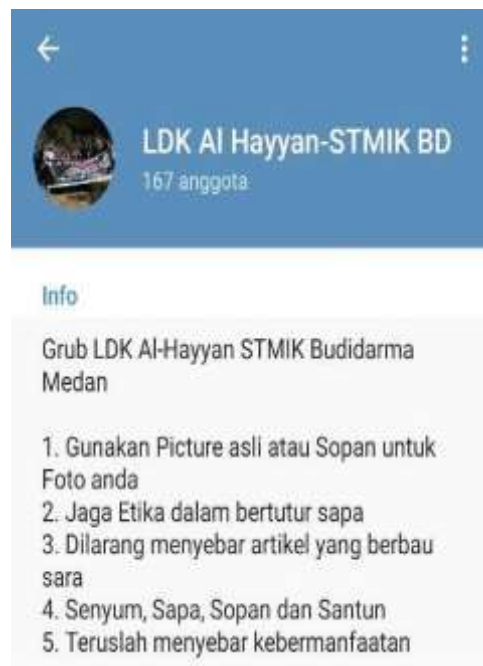 LDK Al Hayyan-STMIK BD
167 anggota
Info
Grub LDK Al-Hayyan STMIK Budidarma
Medan
1. Gunakan Picture asli atau Sopan untuk
Foto anda
2. Jaga Etika dalam bertutur sapa
3. Dilarang menyebar artikel yang berbau
sara
4. Senyum, Sapa, Sopan dan Santun
5. Teruslah menyebar kebermanfaatan